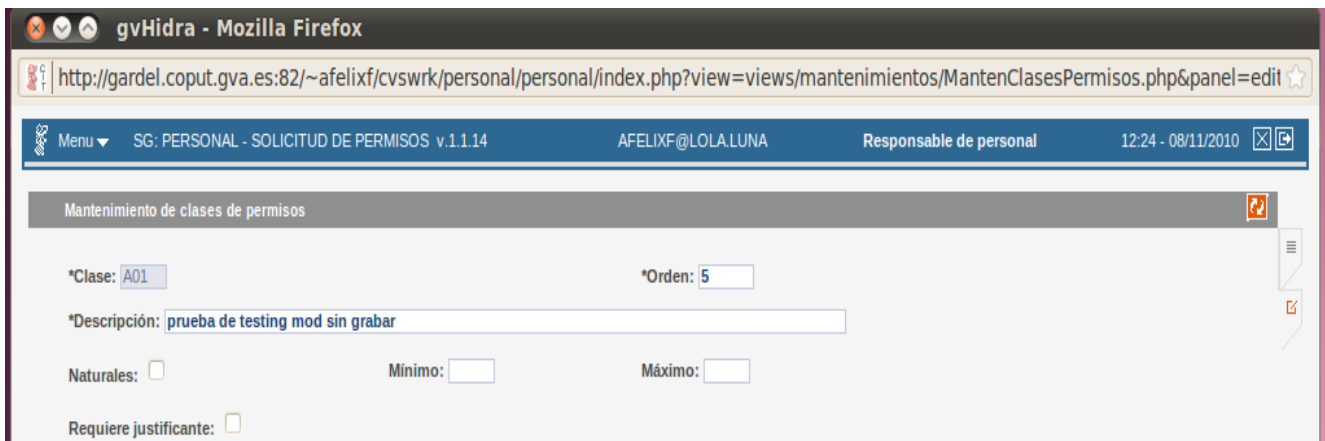 gvHidra - Mozilla Firefox
http://gardel.coput.gva.es:82/~afelixf/cvswrk/personal/personal/index.php?view=views/mantenimientos/MantenClasesPermisos.php&panel=edit
Menu SG: PERSONAL - SOLICITUD DE PERMISOS v.1.1.14 AFELIXF@LOLA.LUNA Responsable de personal 12:24 - 08/11/2010
Mantenimiento de clases de permisos
*Clase: A01 *Orden: 5
*Descripción: prueba de testing mod sin grabar
Naturales: Mínimo: Máximo:
Requiere justificante: